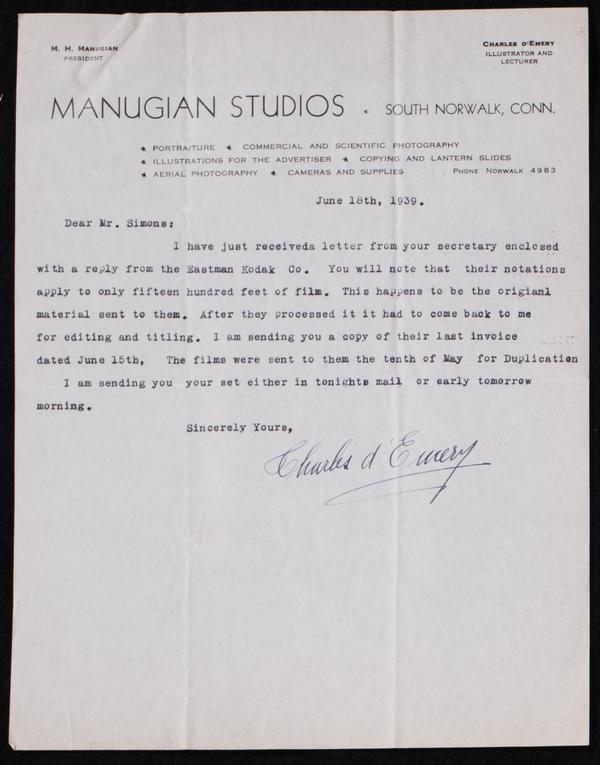 M. H. Manugian
PRESIDENT
Charles d'Emery
ILLUSTRATOR AND
LECTURER
MANUGIAN STUDIOS • SOUTH NORWALK, CONN.
PORTRAITURE COMMERCIAL AND SCIENTIFIC PHOTOGRAPHY
ILLUSTRATIONS FOR THE ADVERTISER COPYING AND LANTERN SLIDES
AERIAL PHOTOGRAPHY CAMERAS AND SUPPLIES . . . . Phone Norwalk 4983
June 18th, 1939.
Dear Mr. Simons:
I have just receiveda letter from your secretary enclosed
with a reply from the Eastman Kodak Co. You will note that their notations
apply to only fifteen hundred feet of film. This happens to be the origianl
material sent to them. After they processed it it had to come back to me
for editing and titling. I am sending you a copy of their last invoice
dated June 15th, The films were sent to them the tenth of May for Duplication
I am sending you your set either in tonights mail or early tomorrow
morning.
Sincerely Yours,
Charles d'Emery